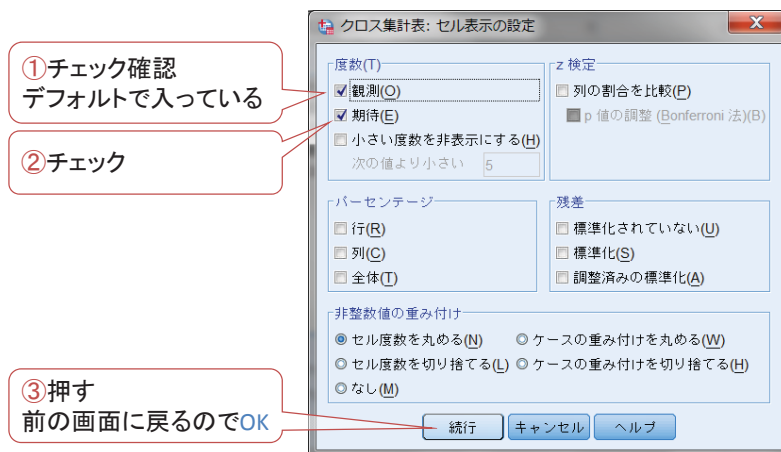 クロス集計表: セル表示の設定
①チェック確認
デフォルトで入っている
②チェック
度数(T)
観測(O)
期待(E)
小さい度数を非表示にする(H)
次の値より小さい 5
z 検定
列の割合を比較(P)
p 値の調整 (Bonferroni 法)(B)
パーセンテージ
行(R)
列(C)
全体(T)
残差
標準化されていない(U)
標準化(S)
調整済みの標準化(A)
非整数値の重み付け
セル度数を丸める(N) ケースの重み付けを丸める(W)
セル度数を切り捨てる(L) ケースの重み付けを切り捨てる(H)
なし(M)
③押す
前の画面に戻るのでOK
続行 キャンセル ヘルプ